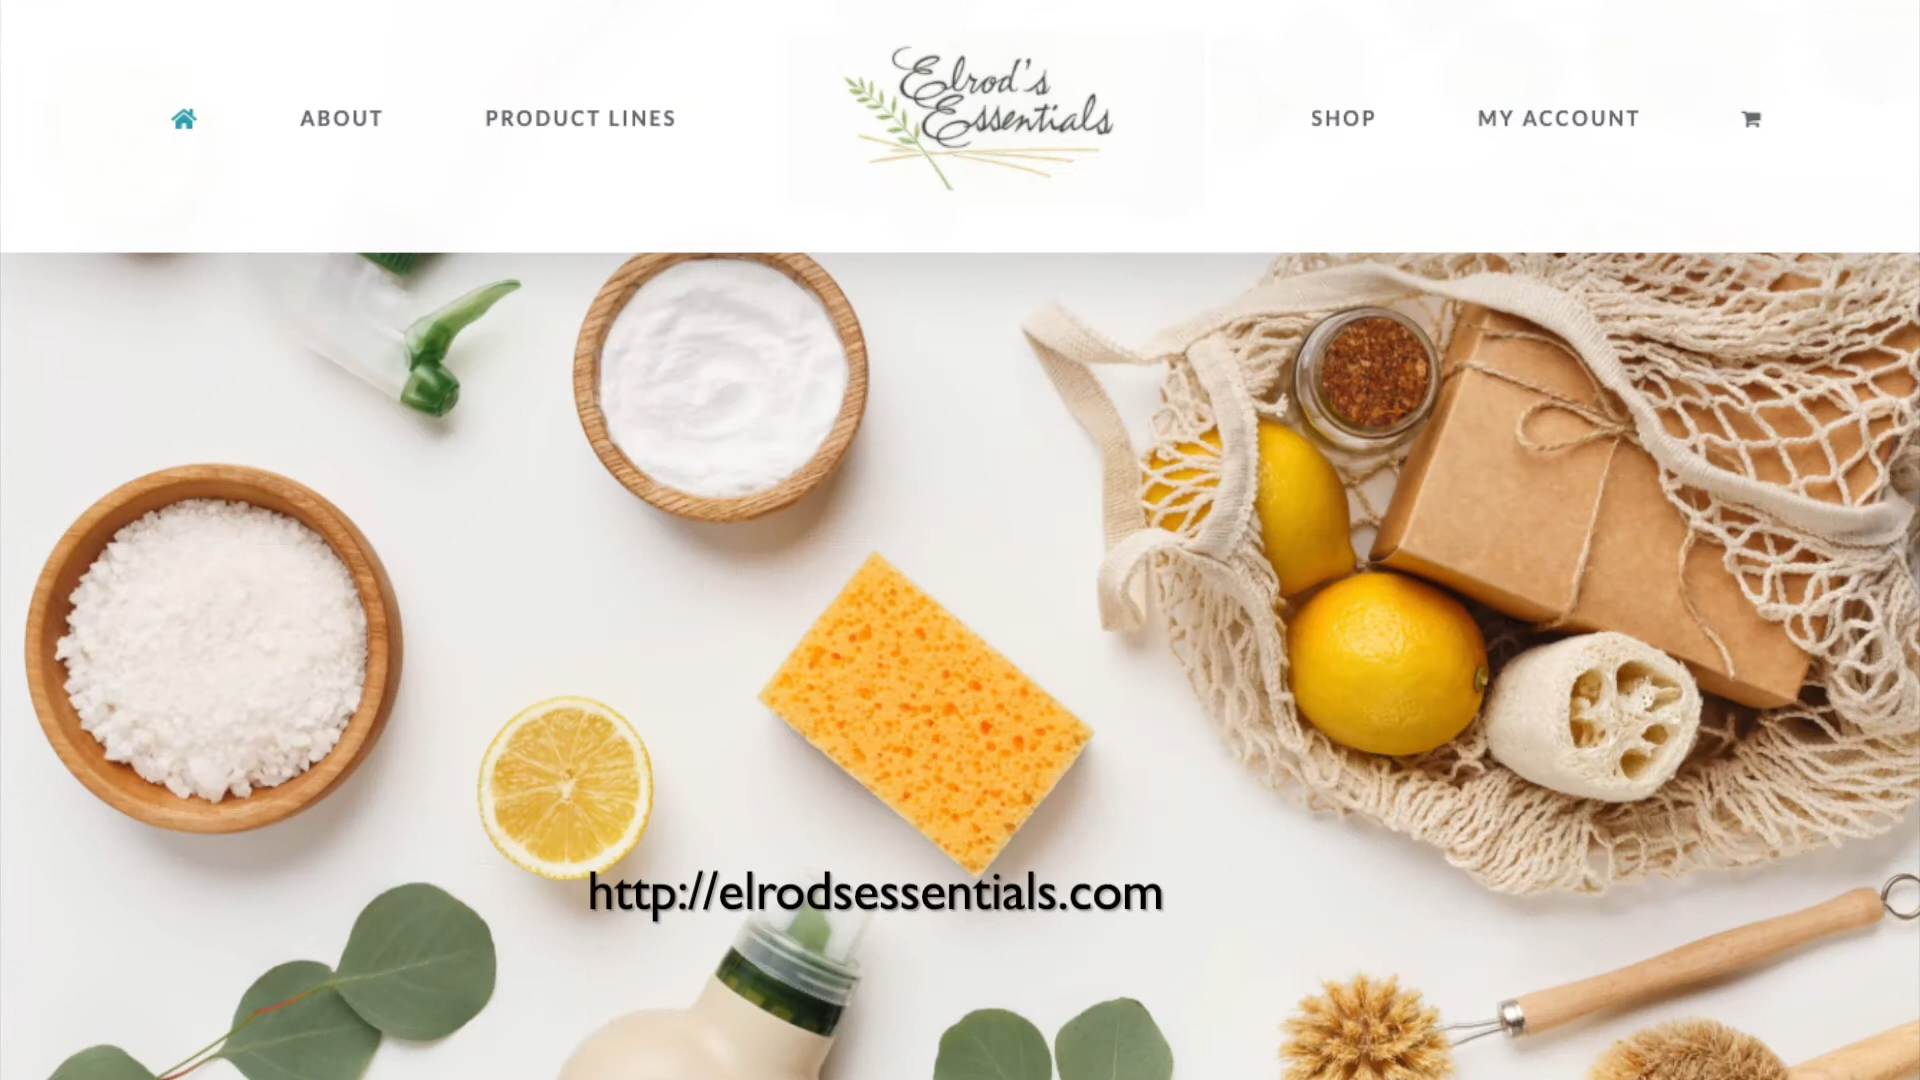 ABOUT
PRODUCT LINES
Elrod's
Essentials
SHOP
MY ACCOUNT
http://elrodsessentials.com